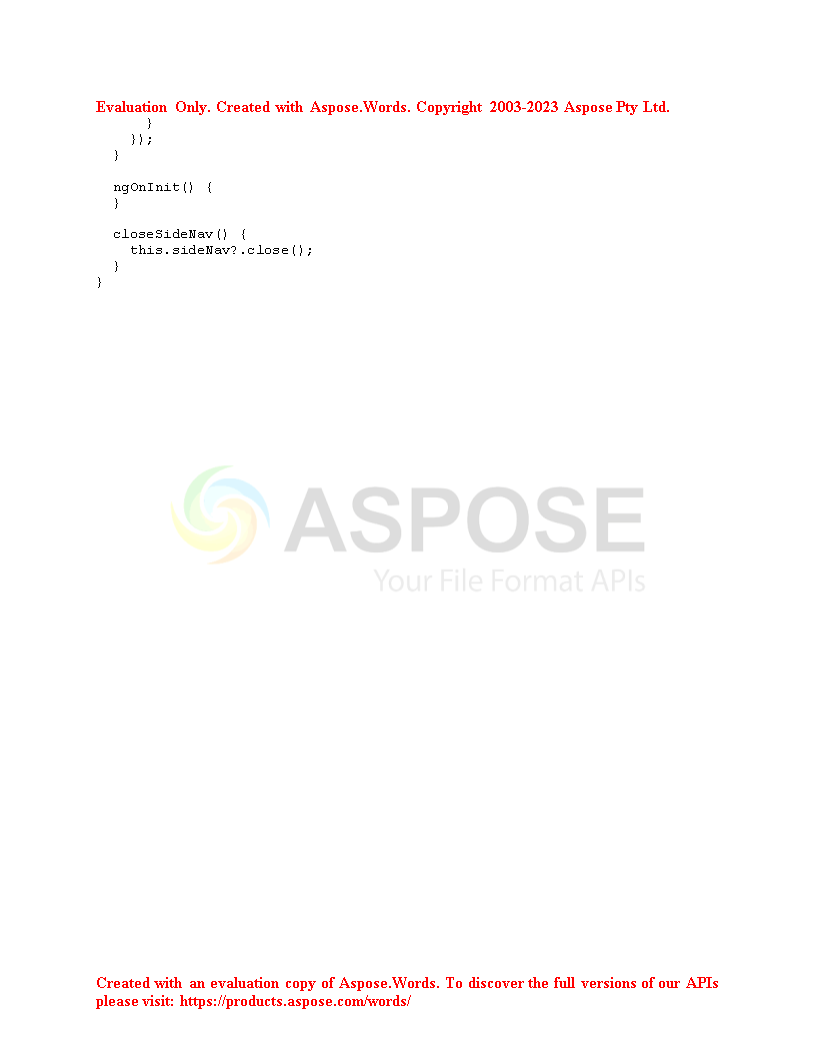 Evaluation Only. Created with Aspose.Words. Copyright 2003-2023 Aspose Pty Ltd.
      }
    });
  }
  ngOnInit() {
  }
  closeSideNav() {
    this.sideNav?.close();
  }
}
ASPOSE
Your File Format APIs
Created with an evaluation copy of Aspose.Words. To discover the full versions of our APIs
please visit: https://products.aspose.com/words/